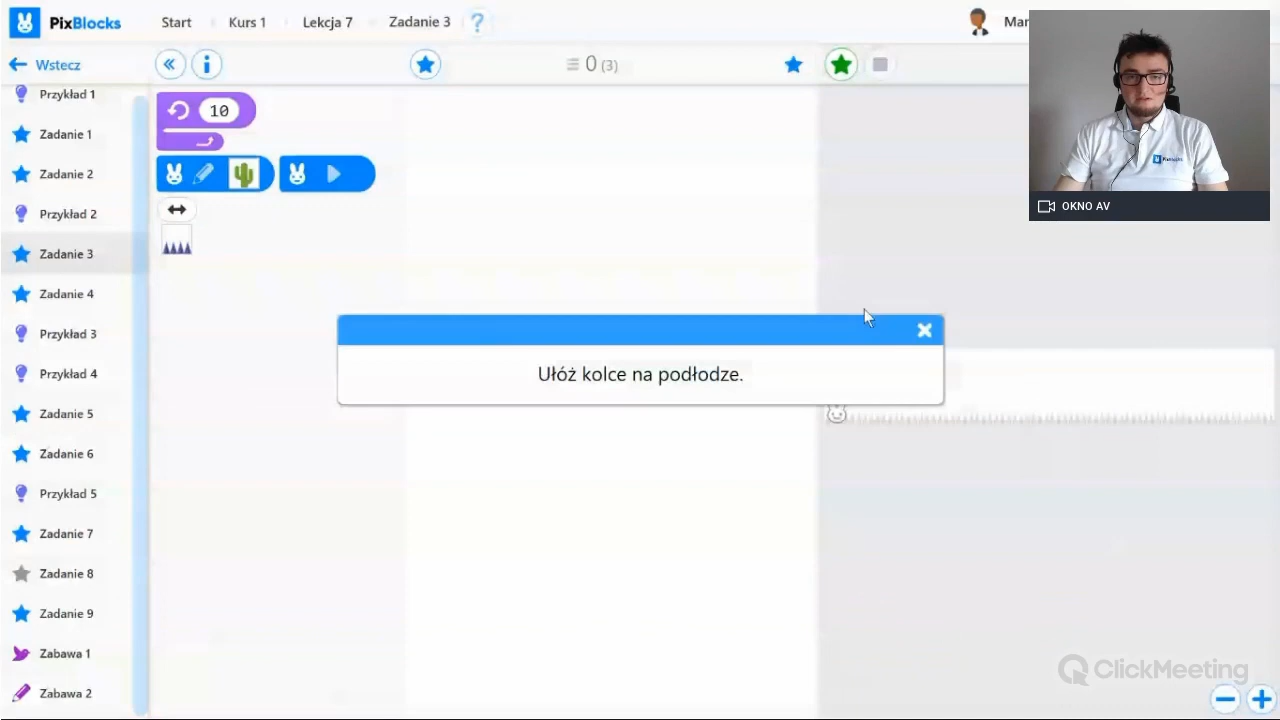 PixBlocks
Start
Kurs 1
Lekcja 7
Zadanie 3
?
Mar
Wstecz
0 (3)
Przykład 1
Zadanie 1
Zadanie 2
Przykład 2
Zadanie 3
Zadanie 4
Przykład 3
Przykład 4
Zadanie 5
Zadanie 6
Przykład 5
Zadanie 7
Zadanie 8
Zadanie 9
Zabawa 1
Zabawa 2
10
Ułóż kolce na podłodze.
PixBlocks
OKNO AV
ClickMeeting